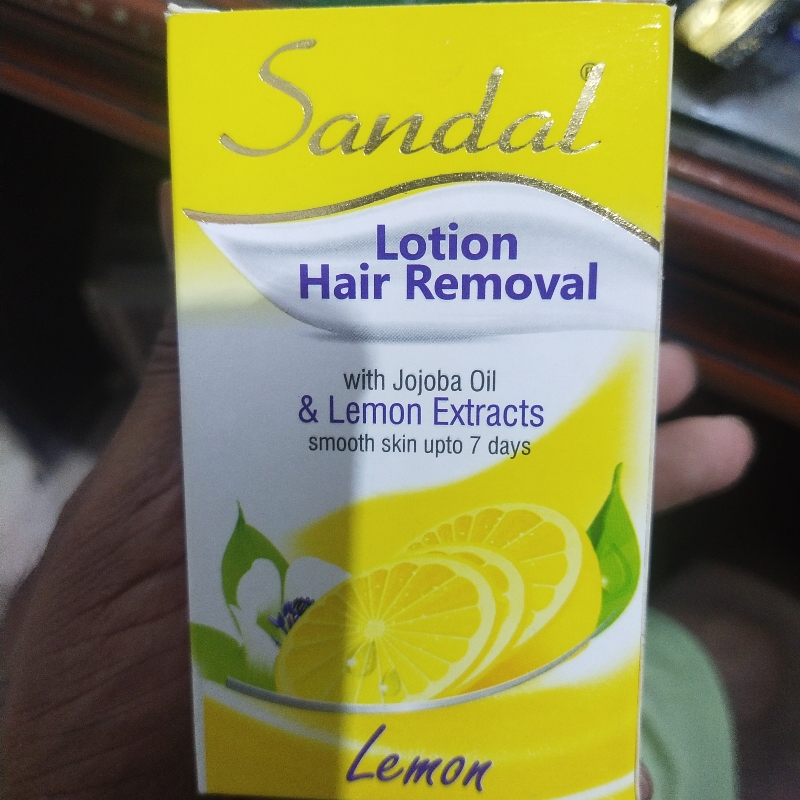 Sandal®
Lotion
Hair Removal
with Jojoba Oil
& Lemon Extracts
smooth skin upto 7 days
Lemon